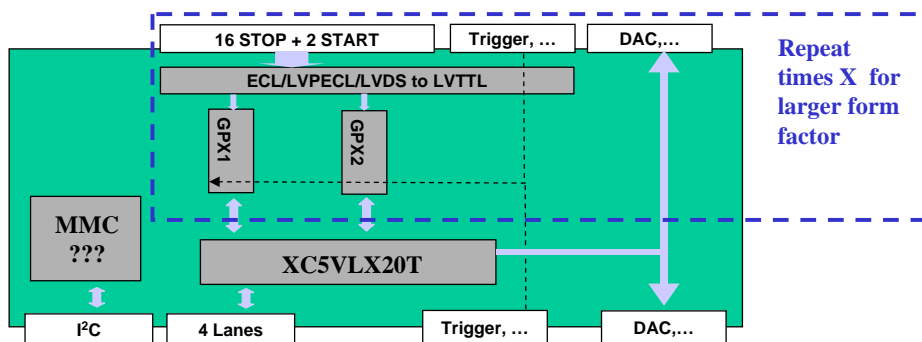 16 STOP + 2 START
Trigger, …
DAC,…
Repeat
times X for
larger form
factor
ECL/LVPECL/LVDS to LVTTL
GPX1
GPX2
MMC
???
XC5VLX20T
I²C
4 Lanes
Trigger, …
DAC,…